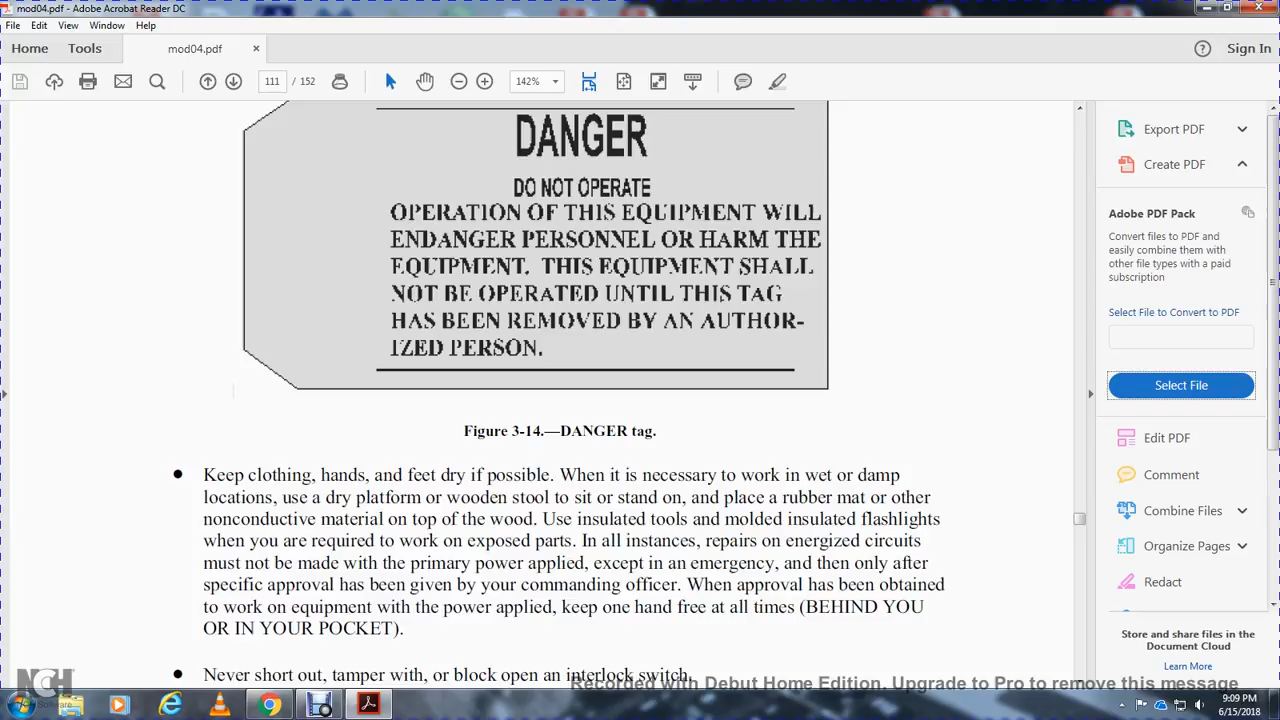 mod04.pdf - Adobe Acrobat Reader DC
File Edit View Window Help
Home Tools mod04.pdf × Sign In
111 / 152 142%
DANGER
DO NOT OPERATE
OPERATION OF THIS EQUIPMENT WILL
ENDANGER PERSONNEL OR HARM THE
EQUIPMENT. THIS EQUIPMENT SHALL
NOT BE OPERATED UNTIL THIS TAG
HAS BEEN REMOVED BY AN AUTHOR-
IZED PERSON.
Figure 3-14.—DANGER tag.
● Keep clothing, hands, and feet dry if possible. When it is necessary to work in wet or damp
locations, use a dry platform or wooden stool to sit or stand on, and place a rubber mat or other
nonconductive material on top of the wood. Use insulated tools and molded insulated flashlights
when you are required to work on exposed parts. In all instances, repairs on energized circuits
must not be made with the primary power applied, except in an emergency, and then only after
specific approval has been given by your commanding officer. When approval has been obtained
to work on equipment with the power applied, keep one hand free at all times (BEHIND YOU
OR IN YOUR POCKET).
● Never short out, tamper with, or block open an interlock switch.
Export PDF
Create PDF
Adobe PDF Pack
Convert files to PDF and
easily combine them with
other file types with a paid
subscription
Select File to Convert to PDF
Select File
Edit PDF
Comment
Combine Files
Organize Pages
Redact
Store and share files in the
Document Cloud
Learn More
NCH
Software
Recorded with Debut Home Edition. Upgrade to Pro to remove this message
9:09 PM
6/15/2018